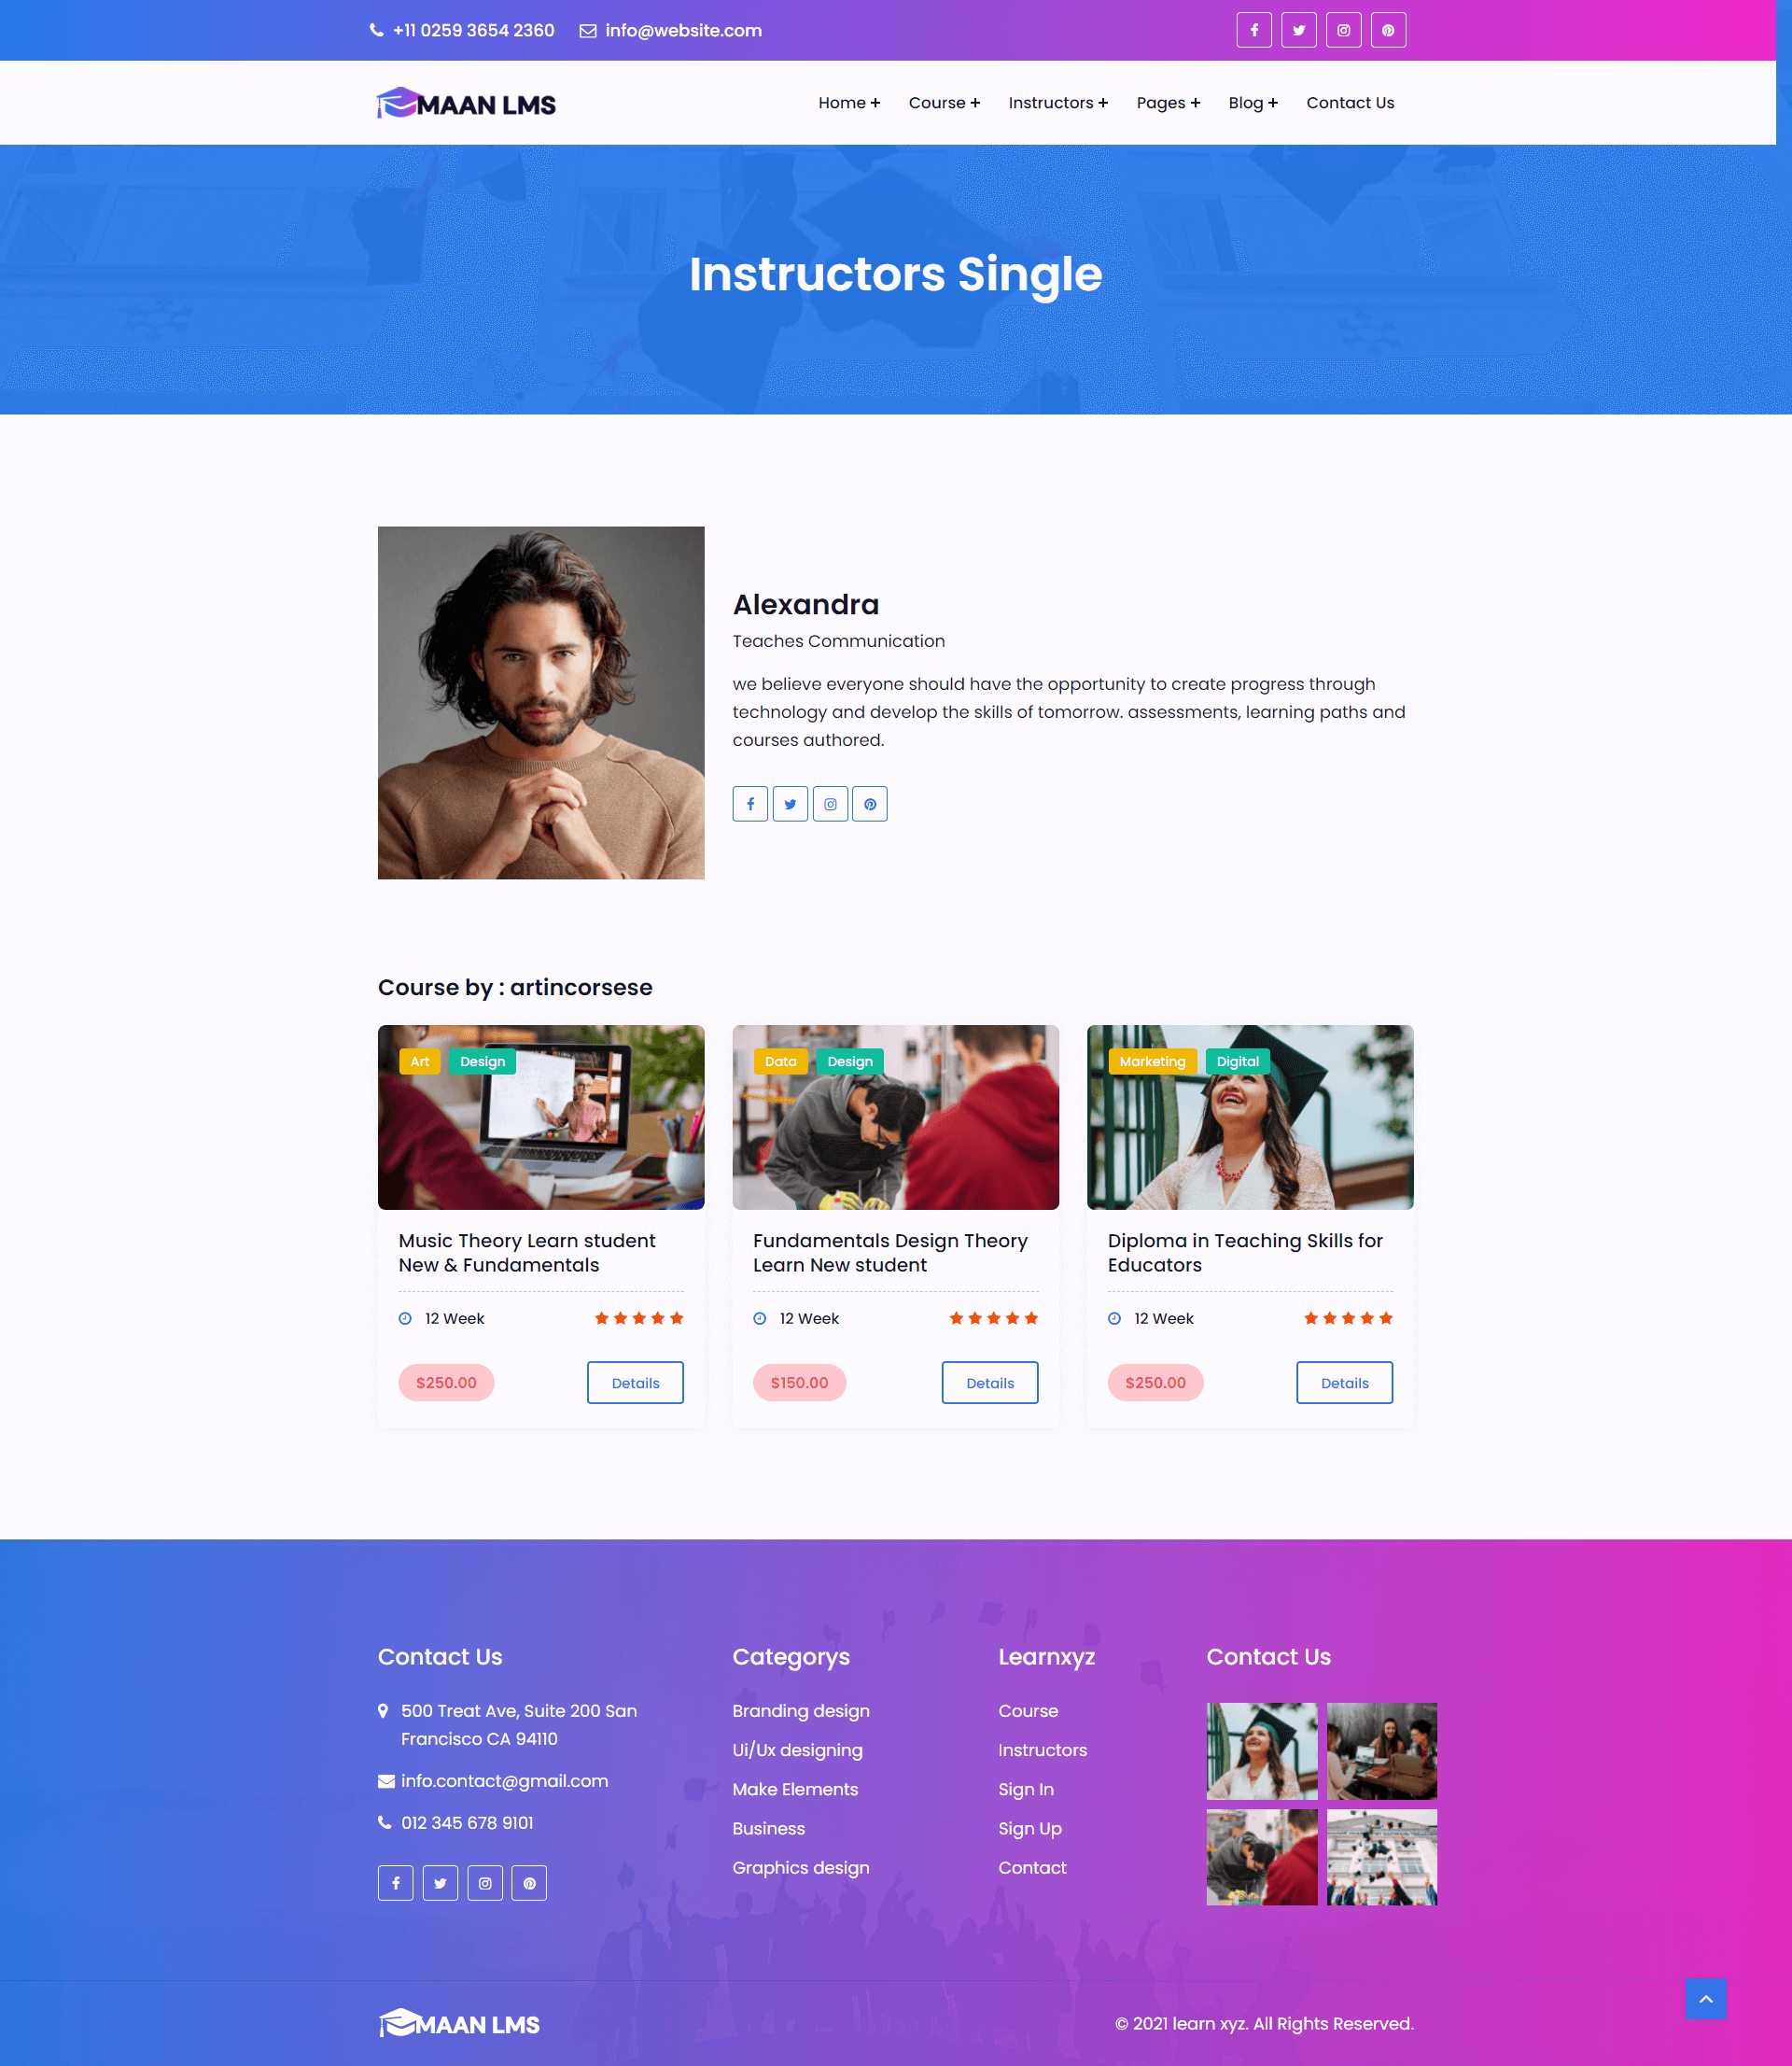 +11 0259 3654 2360 info@website.com
MAAN LMS
Home + Course + Instructors + Pages + Blog + Contact Us
Instructors Single
Alexandra
Teaches Communication
we believe everyone should have the opportunity to create progress through
technology and develop the skills of tomorrow. assessments, learning paths and
courses authored.
Course by : artincorsese
Art Design
Music Theory Learn student
New & Fundamentals
12 Week
$250.00 Details
Data Design
Fundamentals Design Theory
Learn New student
12 Week
$150.00 Details
Marketing Digital
Diploma in Teaching Skills for
Educators
12 Week
$250.00 Details
Contact Us
500 Treat Ave, Suite 200 San
Francisco CA 94110
info.contact@gmail.com
012 345 678 9101
Categorys
Branding design
Ui/Ux designing
Make Elements
Business
Graphics design
Learnxyz
Course
Instructors
Sign In
Sign Up
Contact
Contact Us
MAAN LMS
© 2021 learn xyz. All Rights Reserved.